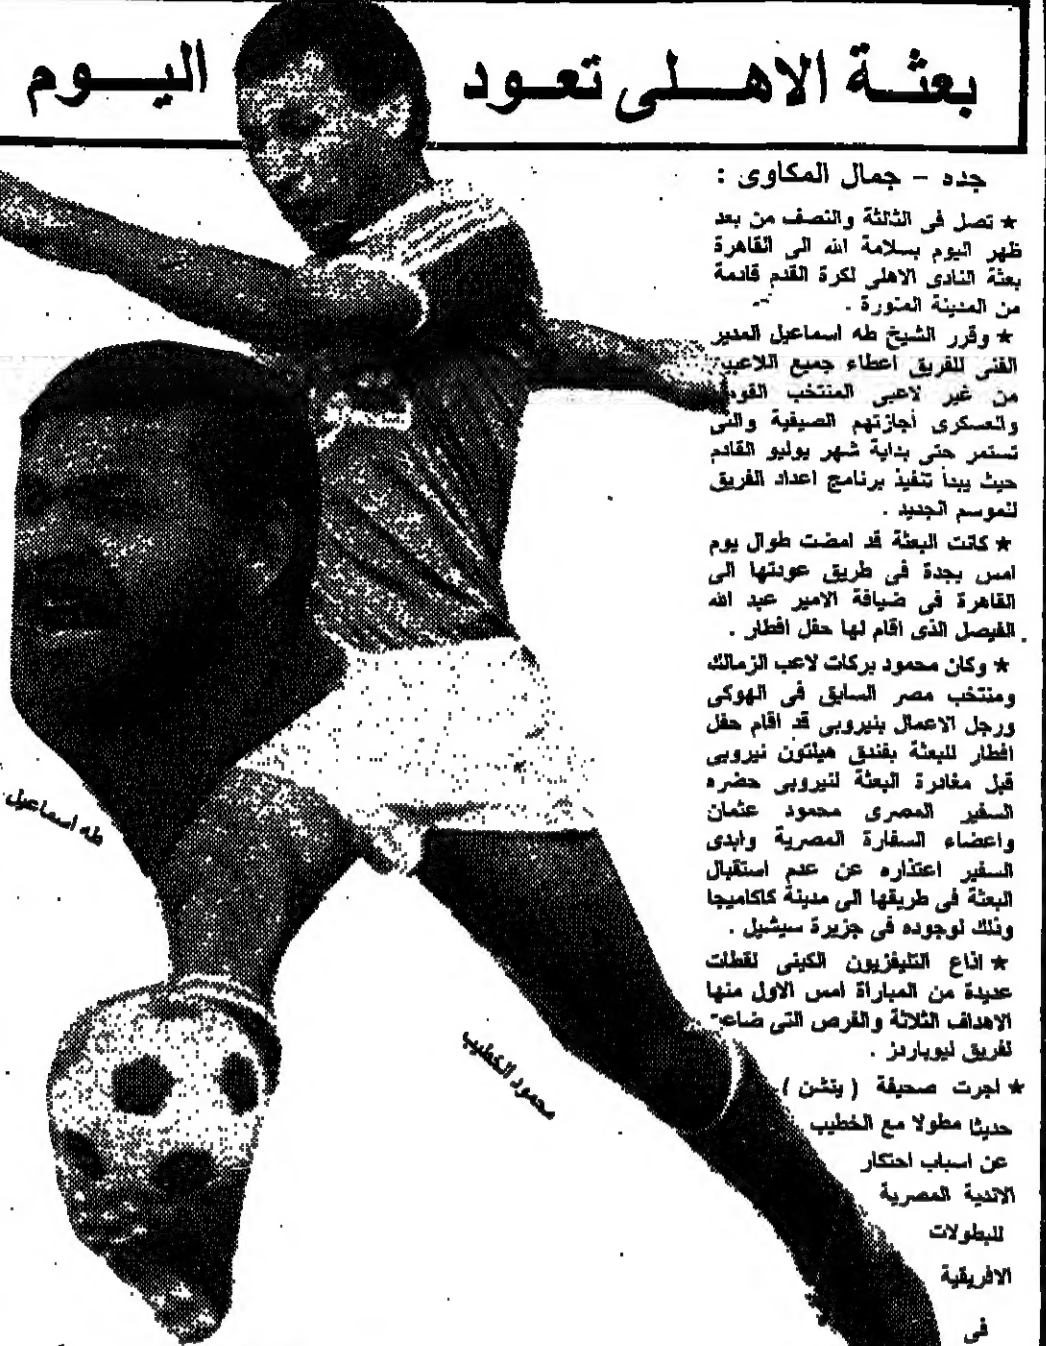 بعثة الاهلى تعود اليوم
جده - جمال المكاوى :
★ تصل فى الثالثة والنصف من بعد
ظهر اليوم بسلامة الله الى القاهرة
بعثة النادى الاهلى لكرة القدم قادمة
من المدينة المنورة .
★ وقرر الشيخ طه اسماعيل المدير
الفنى للفريق اعطاء جميع اللاعبين
من غير لاعبى المنتخب القومى
والعسكرى أجازتهم الصيفية والتى
تستمر حتى بداية شهر يوليو القادم
حيث يبدأ تنفيذ برنامج اعداد الفريق
للموسم الجديد .
★ كانت البعثة قد امضت طوال يوم
امس بجدة فى طريق عودتها الى
القاهرة فى ضيافة الامير عبد الله
الفيصل الذى اقام لها حفل افطار .
★ وكان محمود بركات لاعب الزمالك
ومنتخب مصر السابق فى الهوكى
ورجل الاعمال بنيروبى قد اقام حفل
افطار للبعثة بفندق هيلتون نيروبى
قبل مغادرة البعثة لنيروبى حضره
السفير المصرى محمود عثمان
واعضاء السفارة المصرية وابدى
السفير اعتذاره عن عدم استقبال
البعثة فى طريقها الى مدينة كاكاميجا
وذلك لوجوده فى جزيرة سيشيل .
★ اذاع التليفزيون الكينى لقطات
عديدة من المباراة امس الاول منها
الاهداف الثلاثة والفرص التى ضاعت
لفريق ليوباردز .
★ اجرت صحيفة ( ينشن )
حديثا مطولا مع الخطيب
عن اسباب احتكار
الاندية المصرية
للبطولات
الافريقية
فى
طه اسماعيل
محمود الخطيب